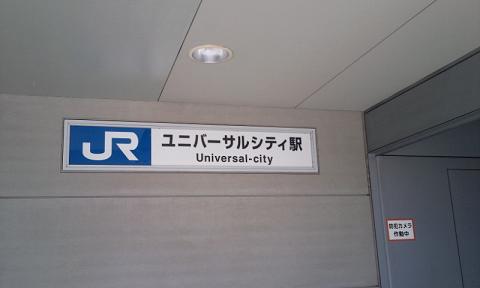 JR ユニバーサルシティ駅
Universal-city
防犯カメラ
作動中